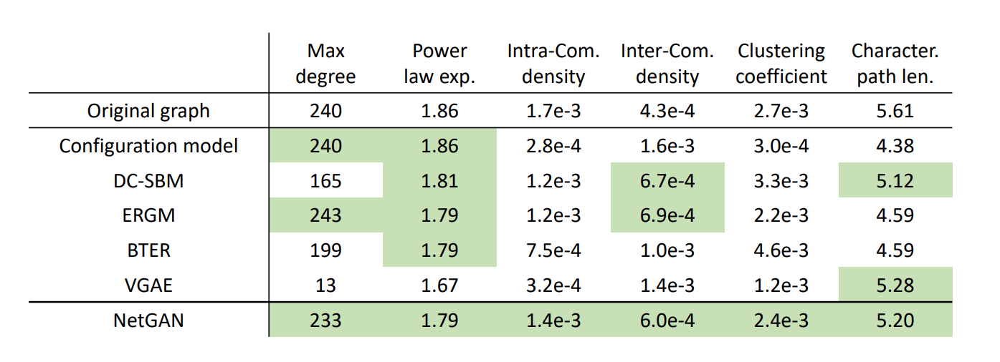 Max Power Intra-Com. Inter-Com. Clustering Character.
degree law exp. density density coefficient path len.
Original graph 240 1.86 1.7e-3 4.3e-4 2.7e-3 5.61
Configuration model 240 1.86 2.8e-4 1.6e-3 3.0e-4 4.38
DC-SBM 165 1.81 1.2e-3 6.7e-4 3.3e-3 5.12
ERGM 243 1.79 1.2e-3 6.9e-4 2.2e-3 4.59
BTER 199 1.79 7.5e-4 1.0e-3 4.6e-3 4.59
VGAE 13 1.67 3.2e-4 1.4e-3 1.2e-3 5.28
NetGAN 233 1.79 1.4e-3 6.0e-4 2.4e-3 5.20